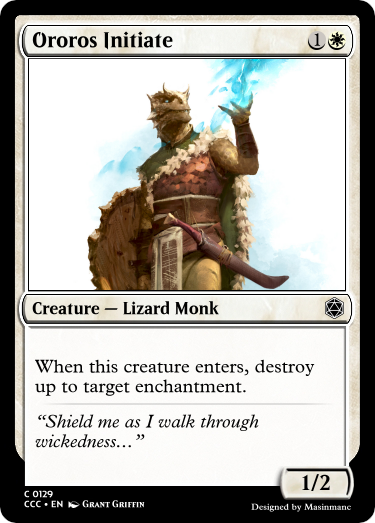 Ororos Initiate 1
Creature — Lizard Monk
When this creature enters, destroy
up to target enchantment.
“Shield me as I walk through
wickedness…”
1/2
C 0129
CCC • EN Grant Griffin
Designed by Masinmanc